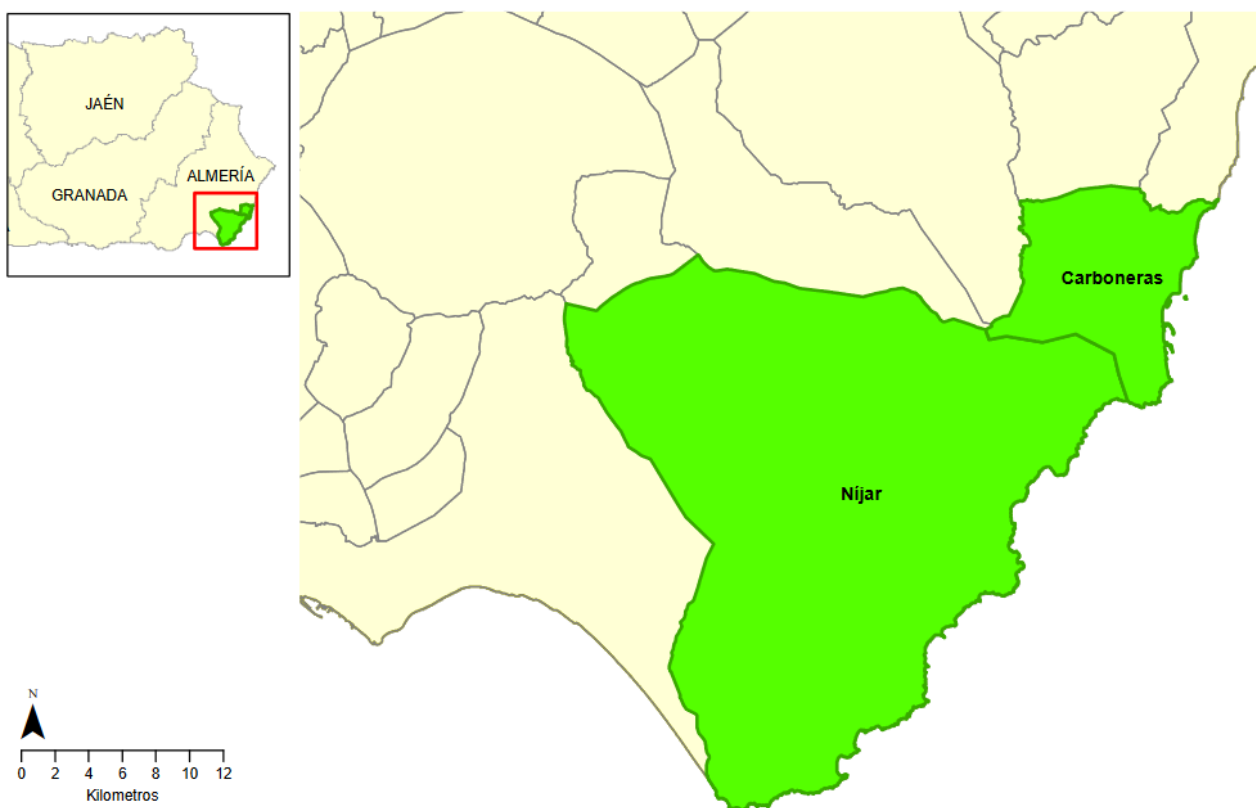 JAÉN
GRANADA
ALMERÍA
Carboneras
Níjar
N
0 2 4 6 8 10 12
Kilometros